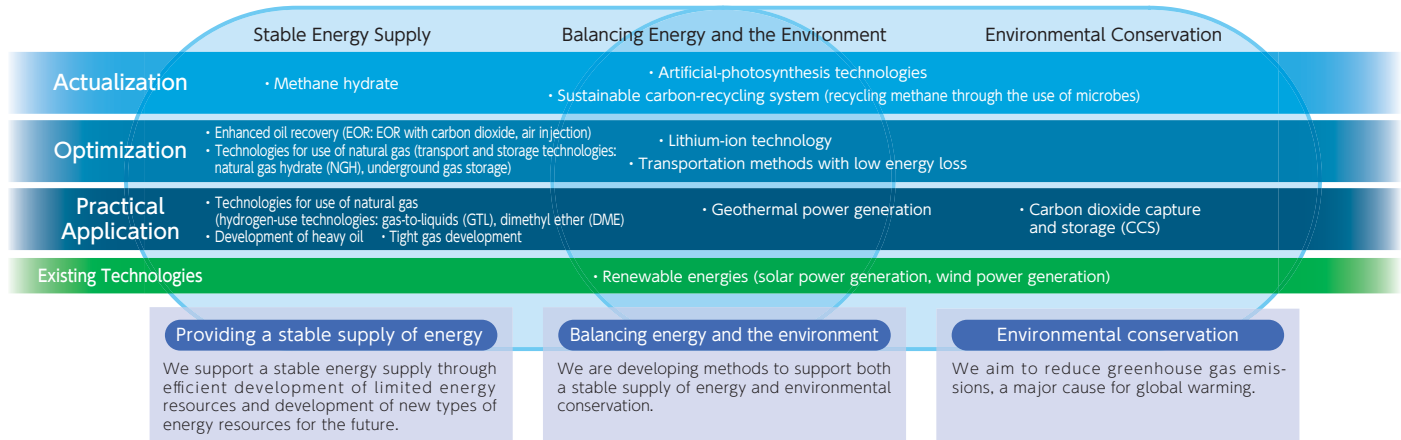 Stable Energy Supply
Balancing Energy and the Environment
Environmental Conservation
Actualization
・Methane hydrate
・Artificial-photosynthesis technologies
・Sustainable carbon-recycling system (recycling methane through the use of microbes)
Optimization
・Enhanced oil recovery (EOR: EOR with carbon dioxide, air injection)
・Technologies for use of natural gas (transport and storage technologies:
natural gas hydrate (NGH), underground gas storage)
・Lithium-ion technology
・Transportation methods with low energy loss
Practical
Application
・Technologies for use of natural gas
(hydrogen-use technologies: gas-to-liquids (GTL), dimethyl ether (DME)
・Development of heavy oil ・Tight gas development
・Geothermal power generation
・Carbon dioxide capture
and storage (CCS)
Existing Technologies
・Renewable energies (solar power generation, wind power generation)
Providing a stable supply of energy
We support a stable energy supply through
efficient development of limited energy
resources and development of new types of
energy resources for the future.
Balancing energy and the environment
We are developing methods to support both
a stable supply of energy and environmental
conservation.
Environmental conservation
We aim to reduce greenhouse gas emis-
sions, a major cause for global warming.